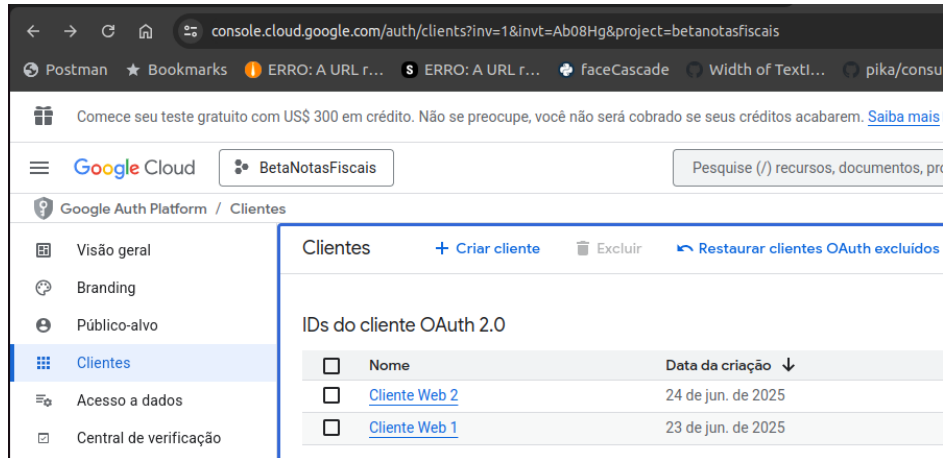 console.cloud.google.com/auth/clients?inv=1&invt=Ab08Hg&project=betanotasfiscais
Postman Bookmarks ERRO: A URL r... ERRO: A URL r... faceCascade Width of TextI... pika/consu
Comece seu teste gratuito com US$ 300 em crédito. Não se preocupe, você não será cobrado se seus créditos acabarem. Saiba mais
Google Cloud BetaNotasFiscais Pesquise (/) recursos, documentos, pro
Google Auth Platform / Clientes
Visão geral
Branding
Público-alvo
Clientes
Acesso a dados
Central de verificação
Clientes + Criar cliente Excluir Restaurar clientes OAuth excluídos
IDs do cliente OAuth 2.0
Nome Data da criação
Cliente Web 2 24 de jun. de 2025
Cliente Web 1 23 de jun. de 2025